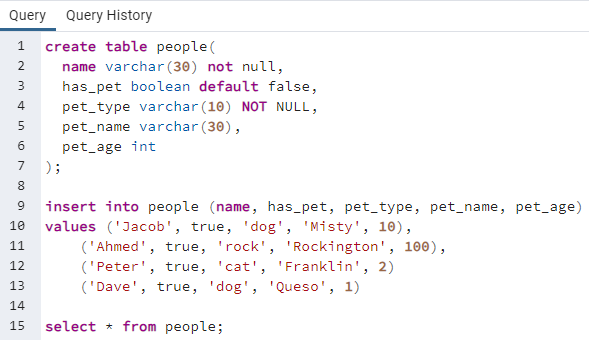 Query Query History
1 create table people(
2 name varchar(30) not null,
3 has_pet boolean default false,
4 pet_type varchar(10) NOT NULL,
5 pet_name varchar(30),
6 pet_age int
7 );
8
9 insert into people (name, has_pet, pet_type, pet_name, pet_age)
10 values ('Jacob', true, 'dog', 'Misty', 10),
11 ('Ahmed', true, 'rock', 'Rockington', 100),
12 ('Peter', true, 'cat', 'Franklin', 2)
13 ('Dave', true, 'dog', 'Queso', 1)
14
15 select * from people;